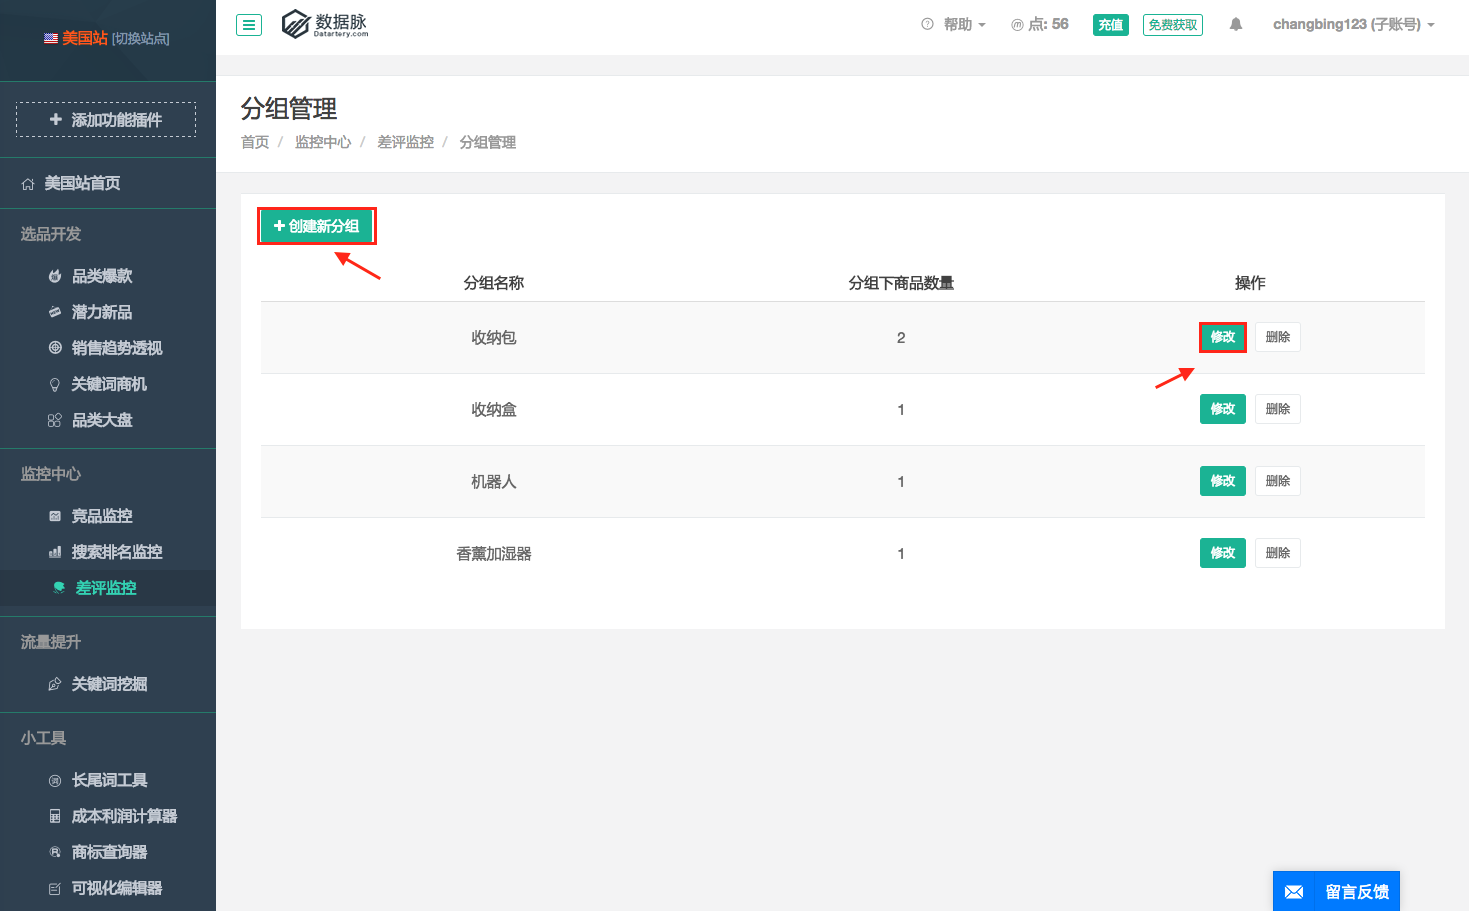 美国站 [切换站点]
添加功能插件
美国站首页
选品开发
品类爆款
潜力新品
销售趋势透视
关键词商机
品类大盘
监控中心
竞品监控
搜索排名监控
差评监控
流量提升
关键词挖掘
小工具
长尾词工具
成本利润计算器
商标查询器
可视化编辑器
数据脉
Datartery.com
帮助
点: 56
充值
免费获取
changbing123 (子账号)
分组管理
首页 / 监控中心 / 差评监控 / 分组管理
+ 创建新分组
分组名称 分组下商品数量 操作
收纳包 2 修改 删除
收纳盒 1 修改 删除
机器人 1 修改 删除
香薰加湿器 1 修改 删除
留言反馈